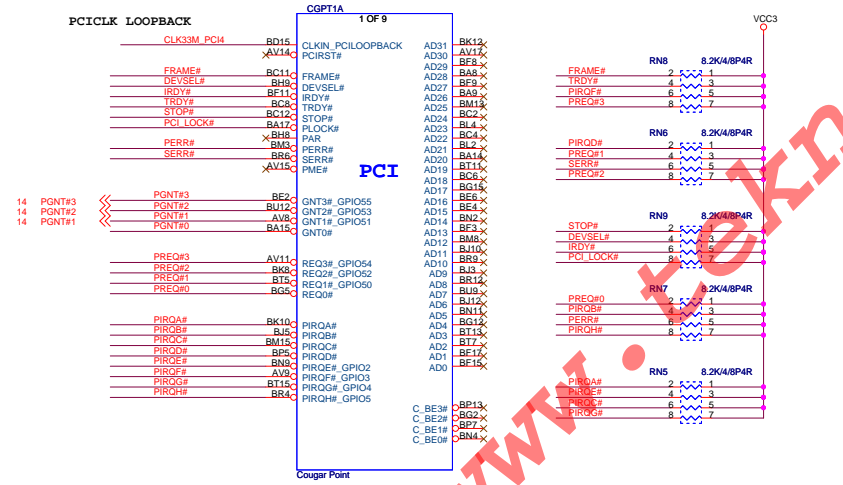 PCICLK LOOPBACK
CGPT1A
1 OF 9
VCC3
CLK33M_PCI4 BD15 CLKIN_PCILOOPBACK
AV14 PCIRST#
FRAME# BC11 FRAME#
DEVSEL# BH9 DEVSEL#
IRDY# BF11 IRDY#
TRDY# BC8 TRDY#
STOP# BC12 STOP#
PCI_LOCK# BA17 PLOCK#
BH8 PAR
PERR# BM3 PERR#
SERR# BR6 SERR#
AV15 PME#
PCI
14 PGNT#3 PGNT#3 BE2 GNT3#_GPIO55
14 PGNT#2 PGNT#2 BU12 GNT2#_GPIO53
14 PGNT#1 PGNT#1 AV8 GNT1#_GPIO51
PGNT#0 BA15 GNT0#
PREQ#3 AV11 REQ3#_GPIO54
PREQ#2 BK8 REQ2#_GPIO52
PREQ#1 BT5 REQ1#_GPIO50
PREQ#0 BG5 REQ0#
PIRQA# BK10 PIRQA#
PIRQB# BJ5 PIRQB#
PIRQC# BM15 PIRQC#
PIRQD# BP5 PIRQD#
PIRQE# BN9 PIRQE#_GPIO2
PIRQF# AV9 PIRQF#_GPIO3
PIRQG# BT15 PIRQG#_GPIO4
PIRQH# BR4 PIRQH#_GPIO5
AD31 BK12
AD30 AV17
AD29 BF8
AD28 BA8
AD27 BF9
AD26 BA9
AD25 BM13
AD24 BC2
AD23 BL4
AD22 BC4
AD21 BL2
AD20 BA14
AD19 BT11
AD18 BC6
AD17 BG15
AD16 BE6
AD15 BE4
AD14 BN2
AD13 BF3
AD12 BM8
AD11 BJ10
AD10 BR9
AD9 BJ3
AD8 BR12
AD7 BU9
AD6 BJ12
AD5 BN11
AD4 BG12
AD3 BT13
AD2 BT7
AD1 BF17
AD0 BF15
C_BE3# BP13
C_BE2# BG2
C_BE1# BP7
C_BE0# BN4
Cougar Point
RN8 8.2K/4/8P4R
FRAME# 2 1
TRDY# 4 3
PIRQF# 6 5
PREQ#3 8 7
RN6 8.2K/4/8P4R
PIRQD# 2 1
PREQ#1 4 3
SERR# 6 5
PREQ#2 8 7
RN9 8.2K/4/8P4R
STOP# 2 1
DEVSEL# 4 3
IRDY# 6 5
PCI_LOCK# 8 7
RN7 8.2K/4/8P4R
PREQ#0 2 1
PIRQB# 4 3
PERR# 6 5
PIRQH# 8 7
RN5 8.2K/4/8P4R
PIRQA# 2 1
PIRQE# 4 3
PIRQC# 6 5
PIRQG# 8 7
www.tekn